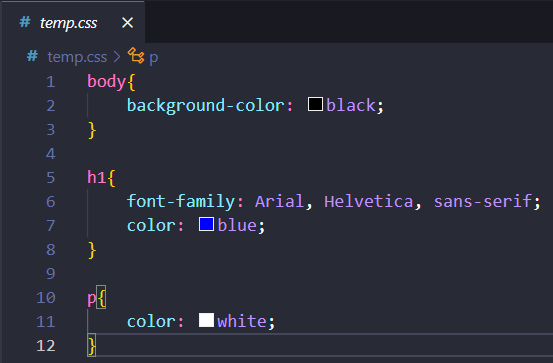 # temp.css ×
# temp.css > p
1 body{
2 background-color: black;
3 }
4
5 h1{
6 font-family: Arial, Helvetica, sans-serif;
7 color: blue;
8 }
9
10 p{
11 color: white;
12 }